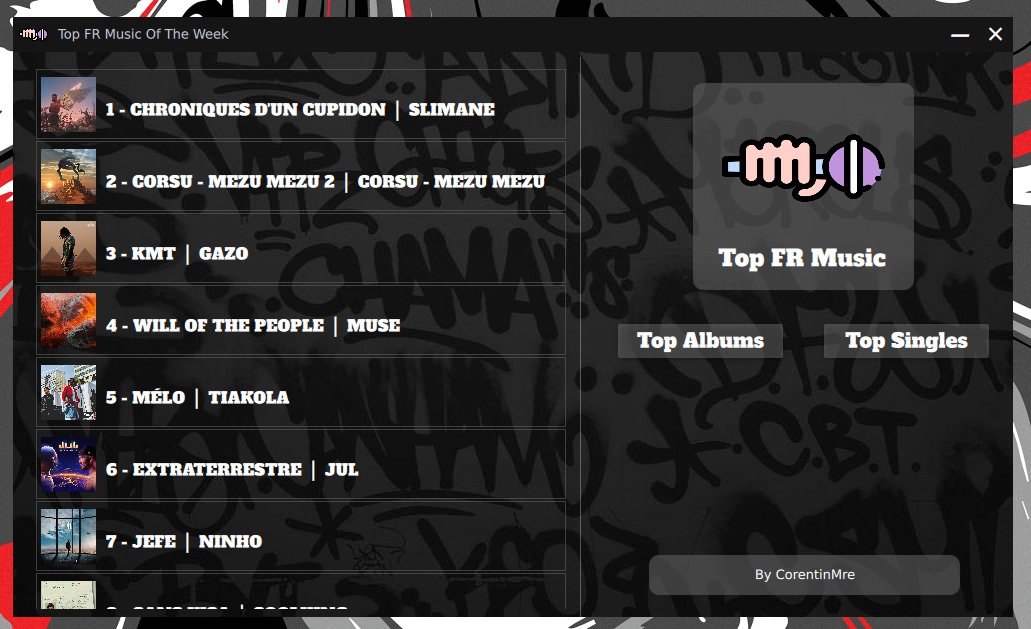 Top FR Music Of The Week
1 - CHRONIQUES D'UN CUPIDON | SLIMANE
2 - CORSU - MEZU MEZU 2 | CORSU - MEZU MEZU
3 - KMT | GAZO
4 - WILL OF THE PEOPLE | MUSE
5 - MÉLO | TIAKOLA
6 - EXTRATERRESTRE | JUL
7 - JEFE | NINHO
Top FR Music
Top Albums
Top Singles
By CorentinMre